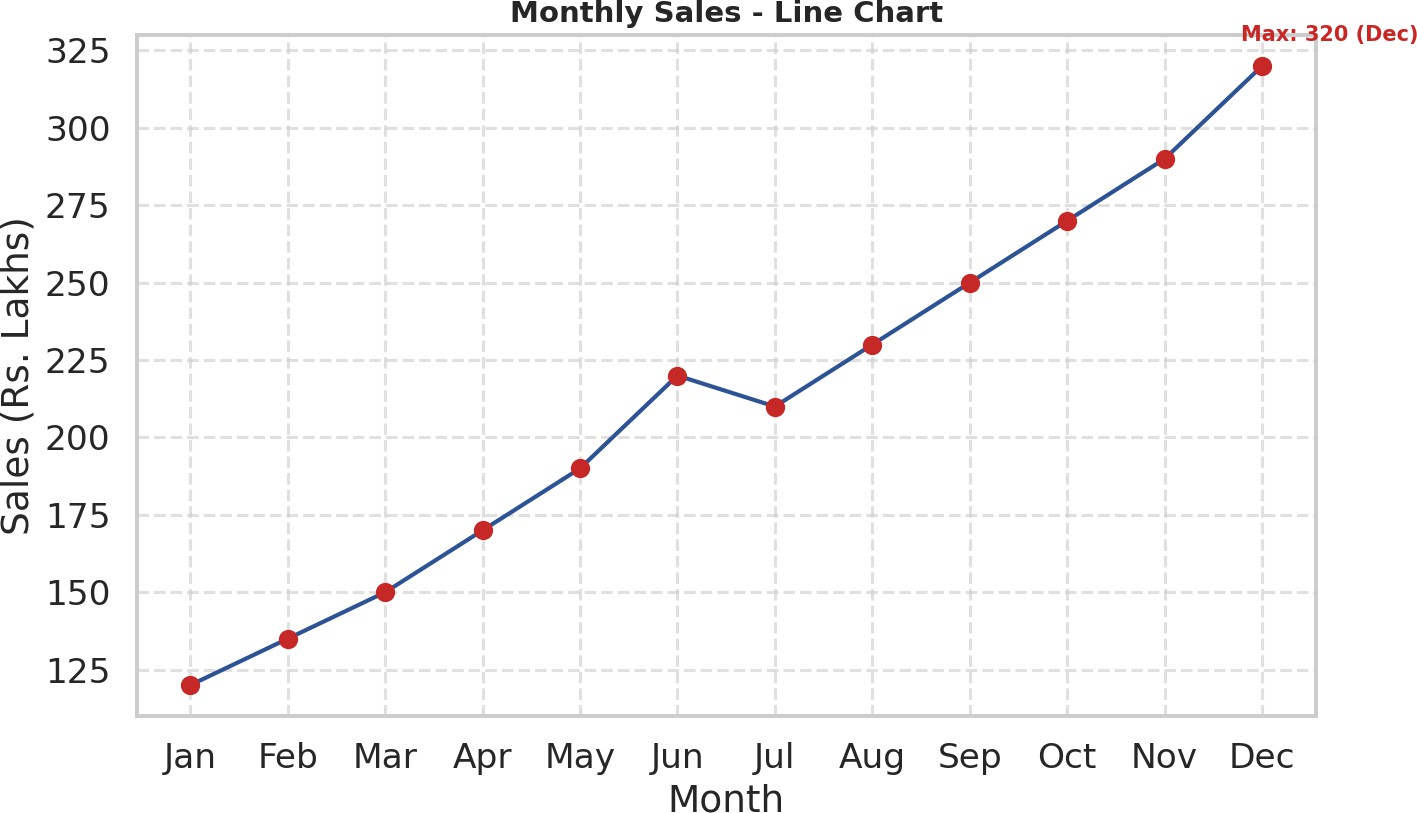 Monthly Sales - Line Chart
Max: 320 (Dec)
Sales (Rs. Lakhs)
325
300
275
250
225
200
175
150
125
Jan Feb Mar Apr May Jun Jul Aug Sep Oct Nov Dec
Month